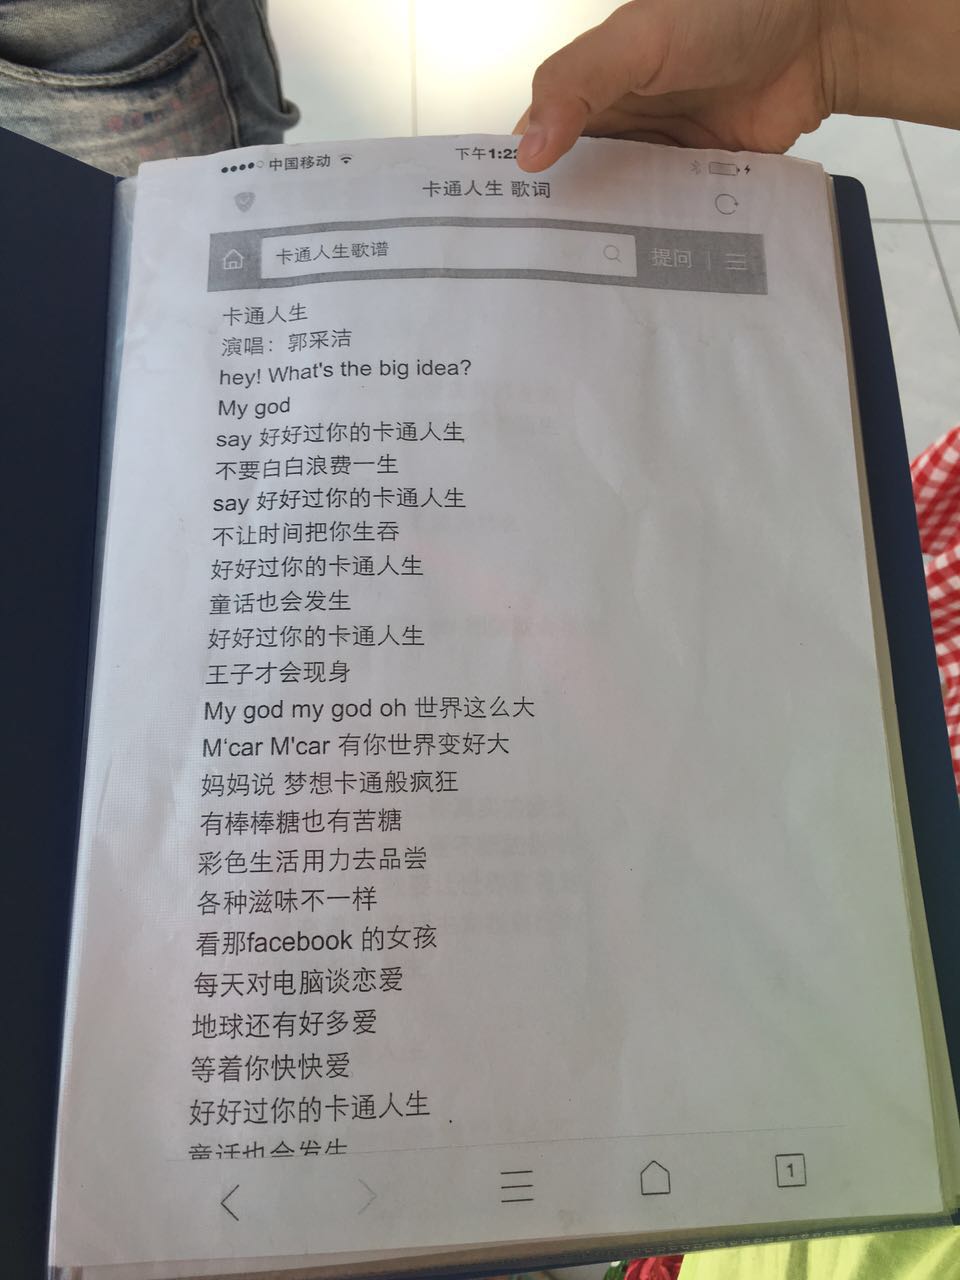 中国移动
下午1:22
卡通人生 歌词
卡通人生歌谱
提问
卡通人生
演唱：郭采洁
hey! What's the big idea?
My god
say 好好过你的卡通人生
不要白白浪费一生
say 好好过你的卡通人生
不让时间把你生吞
好好过你的卡通人生
童话也会发生
好好过你的卡通人生
王子才会现身
My god my god oh 世界这么大
M‘car M'car 有你世界变好大
妈妈说 梦想卡通般疯狂
有棒棒糖也有苦糖
彩色生活用力去品尝
各种滋味不一样
看那facebook 的女孩
每天对电脑谈恋爱
地球还有好多爱
等着你快快爱
好好过你的卡通人生
童话也会发生
1